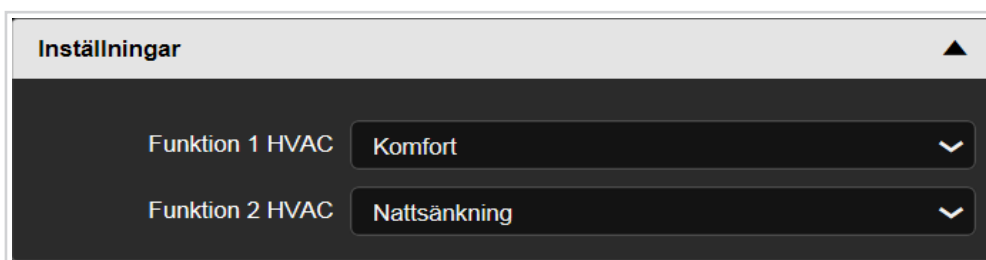 Inställningar
Funktion 1 HVAC Komfort
Funktion 2 HVAC Nattsänkning